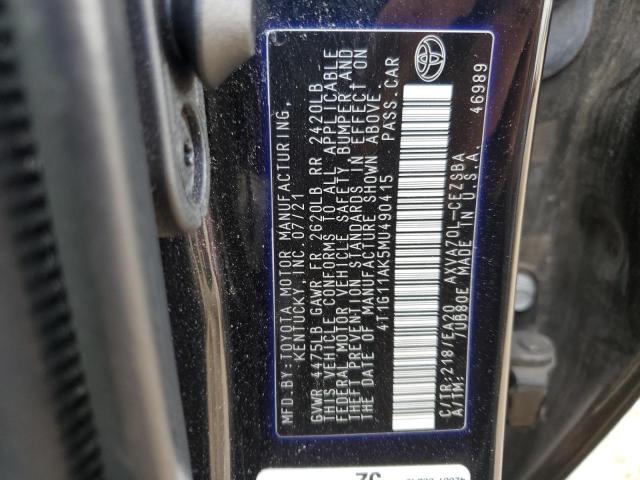 MFD. BY: TOYOTA MOTOR MANUFACTURING,
KENTUCKY, INC. 07/21
GVWR 4475LB GAWR FR 2620LB RR 2420LB
THIS VEHICLE CONFORMS TO ALL APPLICABLE
FEDERAL MOTOR VEHICLE SAFETY, BUMPER AND
THEFT PREVENTION STANDARDS IN EFFECT ON
THE DATE OF MANUFACTURE SHOWN ABOVE.
4T1G11AK5MU490415 PASS. CAR
C/TR: 218/EA20 AXVA70L-CEZSBA
A/TM: /UB80E MADE IN U.S.A. 46989